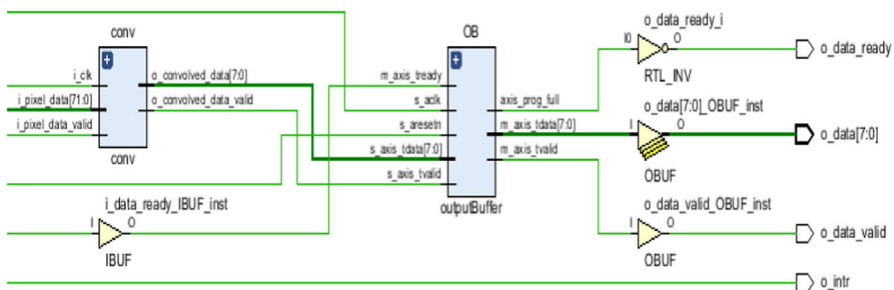 conv
i_clk
i_pixel_data[71:0]
i_pixel_data_valid
o_convolved_data[7:0]
o_convolved_data_valid
conv
i_data_ready_IBUF_inst
I
O
IBUF
OB
m_axis_tready
s_aclk
s_aresetn
s_axis_tdata[7:0]
s_axis_tvalid
axis_prog_full
m_axis_tdata[7:0]
m_axis_tvalid
outputBuffer
o_data_ready_i
I0
O
RTL_INV
o_data_ready
o_data[7:0]_OBUF_inst
I
O
OBUF
o_data[7:0]
o_data_valid_OBUF_inst
I
O
OBUF
o_data_valid
o_intr